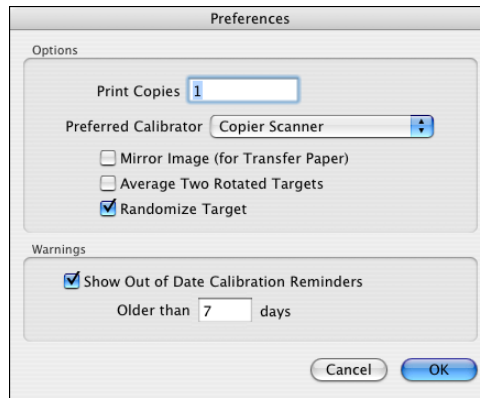 Preferences
Options
Print Copies 1
Preferred Calibrator Copier Scanner
Mirror Image (for Transfer Paper)
Average Two Rotated Targets
Randomize Target
Warnings
Show Out of Date Calibration Reminders
Older than 7 days
Cancel OK